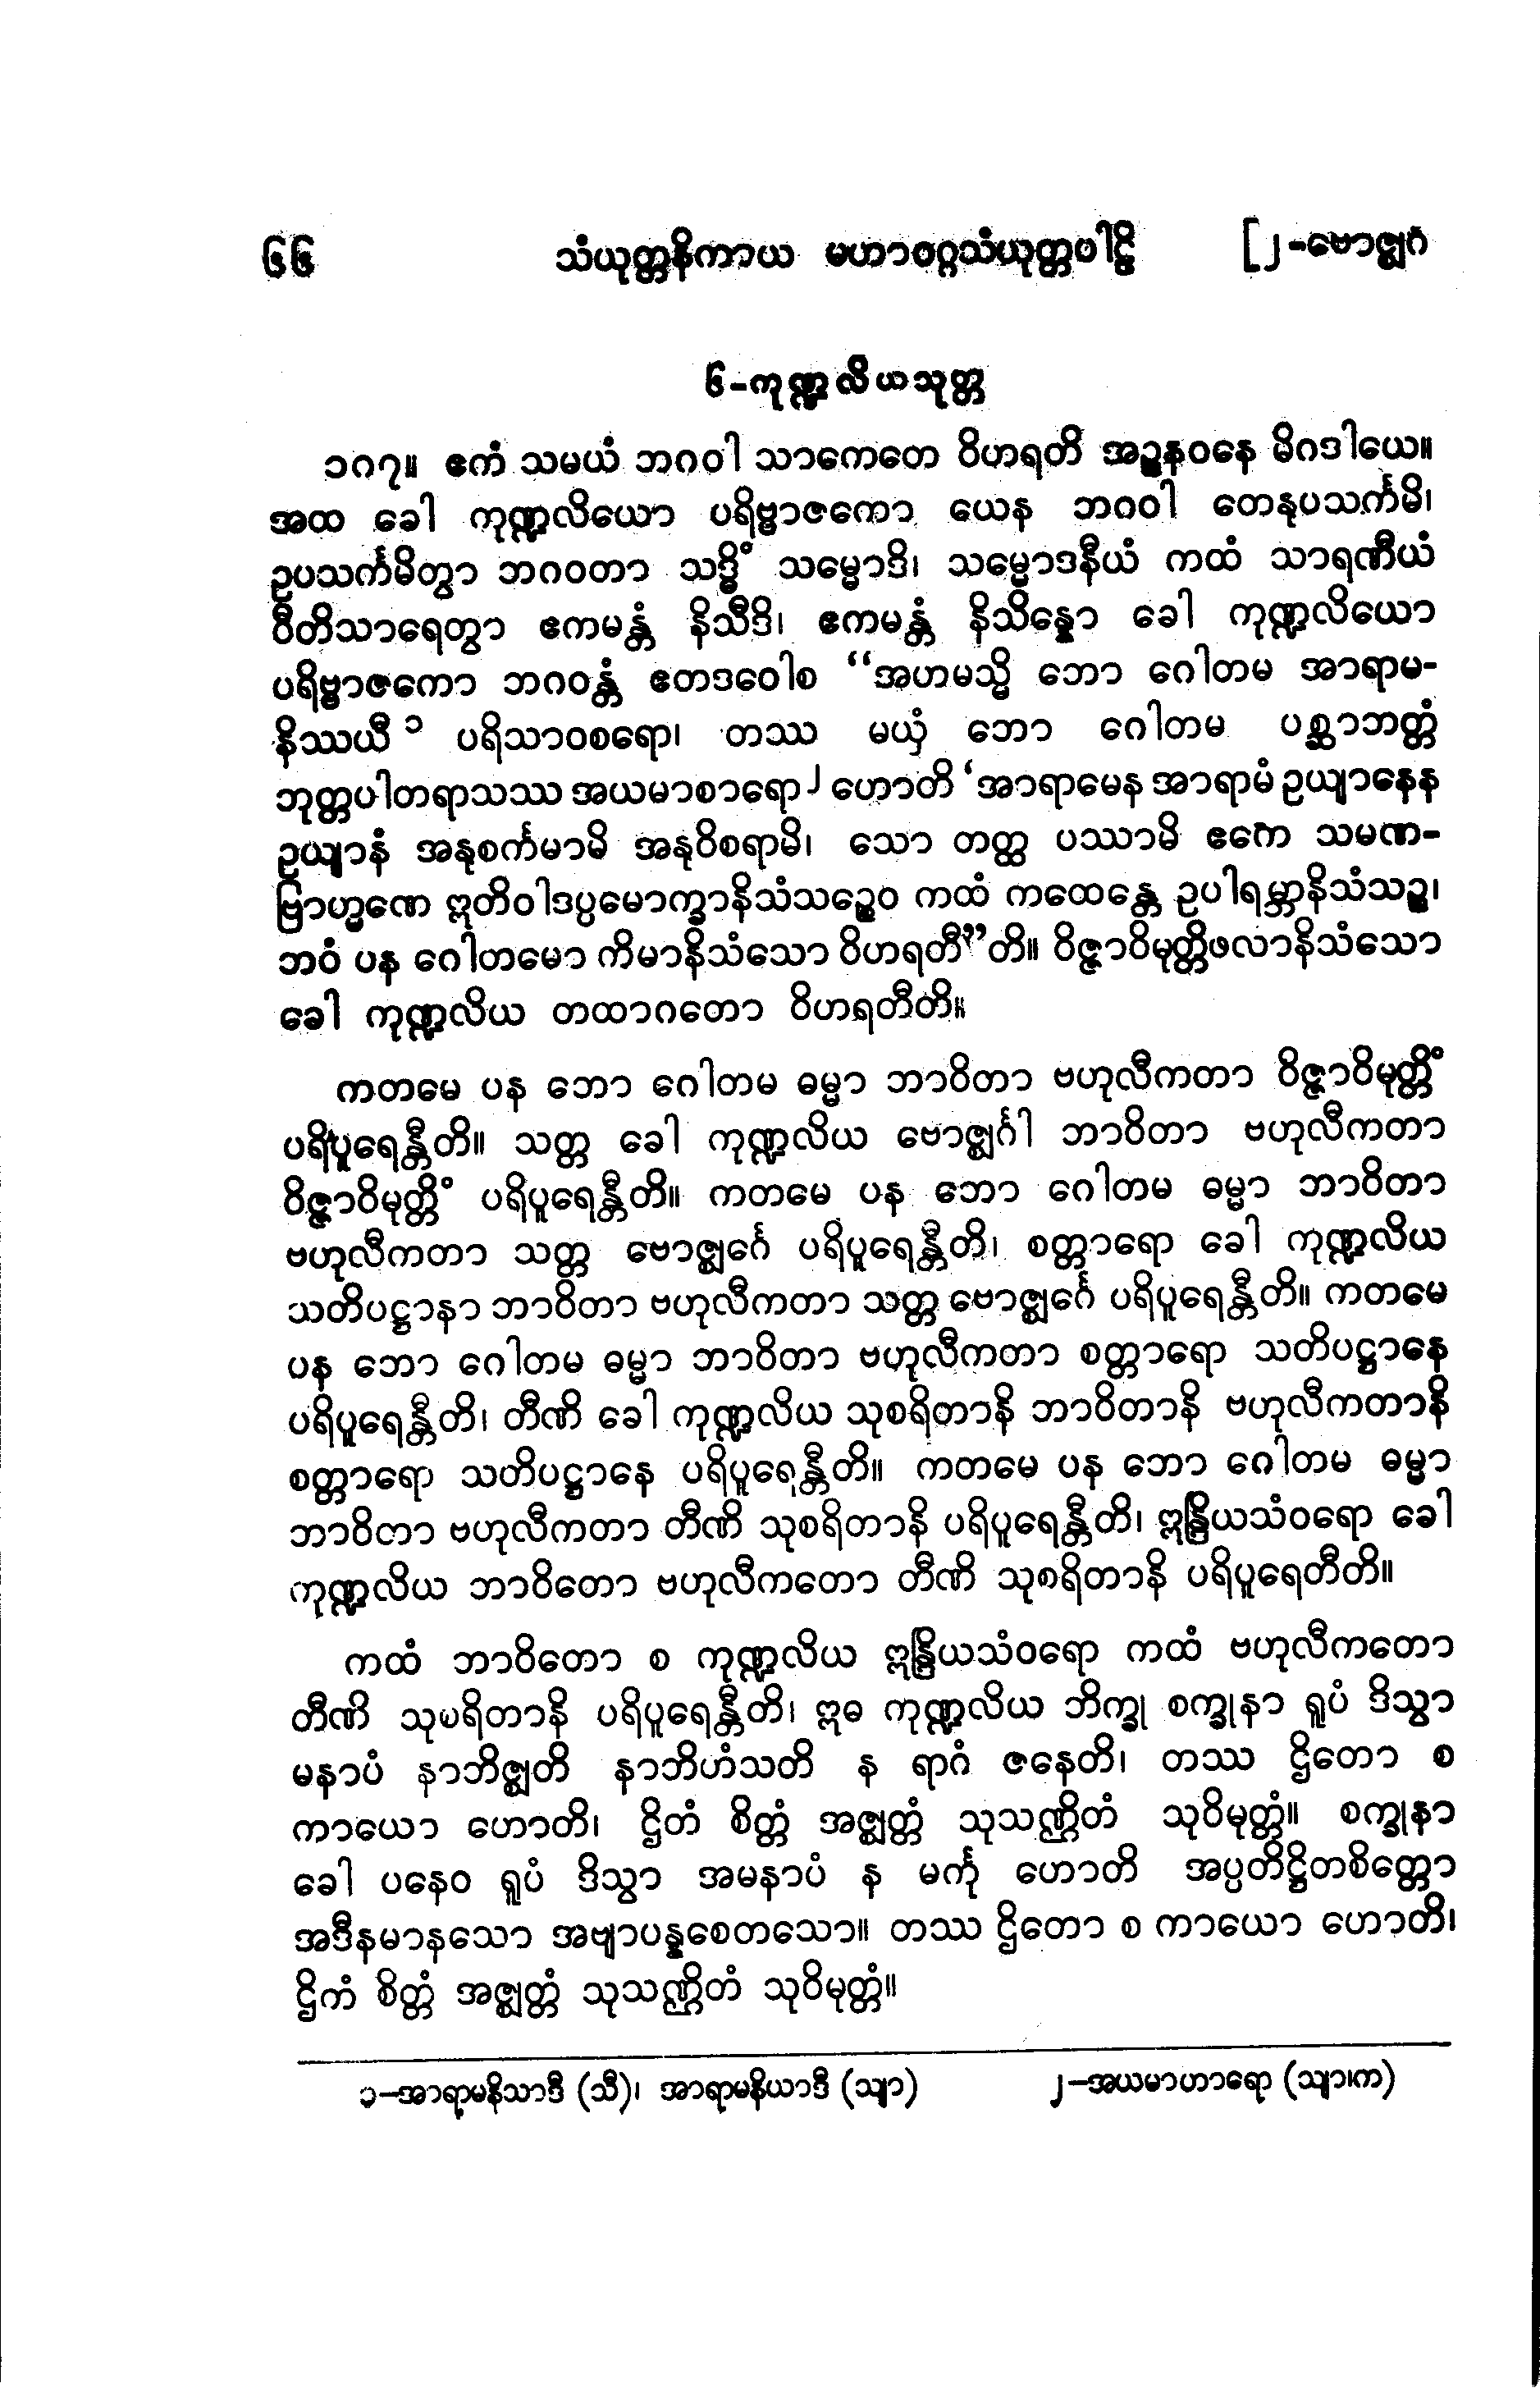 ၆၆ သံယုတ္တနိကာယ မဟာဝဂ္ဂသံယုတ္တပါဠိ [၂-ဗောဇ္ဈင်္ဂ
၆-ကုဏ္ဍလိယသုတ္တ
၁၈၇။ ဧကံ သမယံ ဘဂဝါ သာကေတေ ဝိဟရတိ အဉ္ဇနဝနေ မိဂဒါယေ။
အထ ခေါ ကုဏ္ဍလိယော ပရိဗ္ဗာဇကော ယေန ဘဂဝါ တေနုပသင်္ကမိ၊
ဥပသင်္ကမိတွာ ဘဂဝတာ သဒ္ဓိံ သမ္မောဒိ၊ သမ္မောဒနီယံ ကထံ သာရဏီယံ
ဝီတိသာရေတွာ ဧကမန္တံ နိသီဒိ၊ ဧကမန္တံ နိသိန္နော ခေါ ကုဏ္ဍလိယော
ပရိဗ္ဗာဇကော ဘဂဝန္တံ ဧတဒဝေါစ “အဟမသ္မိ ဘော ဂေါတမ အာရာမ-
နိဿယီ ၁ ပရိသာဝစရော၊ တဿ မယှံ ဘော ဂေါတမ ပစ္ဆာဘတ္တံ
ဘုတ္တပါတရာသဿ အယမာစာရော ၂ ဟောတိ ‘အာရာမေန အာရာမံ ဥယျာနေန
ဥယျာနံ အနုစင်္ကမာမိ အနုဝိစရာမိ၊ သော တတ္ထ ပဿာမိ ဧကေ သမဏ-
ဗြာဟ္မဏေ ဣတိဝါဒပ္ပမောက္ခာနိသံသဉ္စေဝ ကထံ ကထေန္တေ ဥပါရမ္ဘာနိသံသဉ္စ၊
ဘဝံ ပန ဂေါတမော ကိမာနိသံသော ဝိဟရတီ’”တိ။ ဝိဇ္ဇာဝိမုတ္တိဖလာနိသံသော
ခေါ ကုဏ္ဍလိယ တထာဂတော ဝိဟရတီတိ။
ကတမေ ပန ဘော ဂေါတမ ဓမ္မာ ဘာဝိတာ ဗဟုလီကတာ ဝိဇ္ဇာဝိမုတ္တိံ
ပရိပူရေန္တီတိ။ သတ္တ ခေါ ကုဏ္ဍလိယ ဗောဇ္ဈင်္ဂါ ဘာဝိတာ ဗဟုလီကတာ
ဝိဇ္ဇာဝိမုတ္တိံ ပရိပူရေန္တီတိ။ ကတမေ ပန ဘော ဂေါတမ ဓမ္မာ ဘာဝိတာ
ဗဟုလီကတာ သတ္တ ဗောဇ္ဈင်္ဂေ ပရိပူရေန္တီတိ၊ စတ္တာရော ခေါ ကုဏ္ဍလိယ
သတိပဋ္ဌာနာ ဘာဝိတာ ဗဟုလီကတာ သတ္တ ဗောဇ္ဈင်္ဂေ ပရိပူရေန္တီတိ။ ကတမေ
ပန ဘော ဂေါတမ ဓမ္မာ ဘာဝိတာ ဗဟုလီကတာ စတ္တာရော သတိပဋ္ဌာနေ
ပရိပူရေန္တီတိ၊ တီဏိ ခေါ ကုဏ္ဍလိယ သုစရိတာနိ ဘာဝိတာနိ ဗဟုလီကတာနိ
စတ္တာရော သတိပဋ္ဌာနေ ပရိပူရေန္တီတိ။ ကတမေ ပန ဘော ဂေါတမ ဓမ္မာ
ဘာဝိတာ ဗဟုလီကတာ တီဏိ သုစရိတာနိ ပရိပူရေန္တီတိ၊ ဣန္ဒြိယသံဝရော ခေါ
ကုဏ္ဍလိယ ဘာဝိတော ဗဟုလီကတော တီဏိ သုစရိတာနိ ပရိပူရေတီတိ။
ကထံ ဘာဝိတော စ ကုဏ္ဍလိယ ဣန္ဒြိယသံဝရော ကထံ ဗဟုလီကတော
တီဏိ သုစရိတာနိ ပရိပူရေန္တီတိ၊ ဣဓ ကုဏ္ဍလိယ ဘိက္ခု စက္ခုနာ ရူပံ ဒိသွာ
မနာပံ နာဘိဇ္ဈတိ နာဘိဟံသတိ န ရာဂံ ဇနေတိ၊ တဿ ဌိတော စ
ကာယော ဟောတိ၊ ဌိတံ စိတ္တံ အဇ္ဈတ္တံ သုသဏ္ဌိတံ သုဝိမုတ္တံ။ စက္ခုနာ
ခေါ ပနေဝ ရူပံ ဒိသွာ အမနာပံ န မင်္ကု ဟောတိ အပ္ပတိဋ္ဌိတစိတ္တော
အဒီနမာနသော အဗျာပန္နစေတသော။ တဿ ဌိတော စ ကာယော ဟောတိ၊
ဌိကံ စိတ္တံ အဇ္ဈတ္တံ သုသဏ္ဌိတံ သုဝိမုတ္တံ။
၁-အာရာမနိသာဒီ (သီ)၊ အာရာမနိယာဒီ (သျာ) ၂-အယမာဟာရော (သျာ၊က)